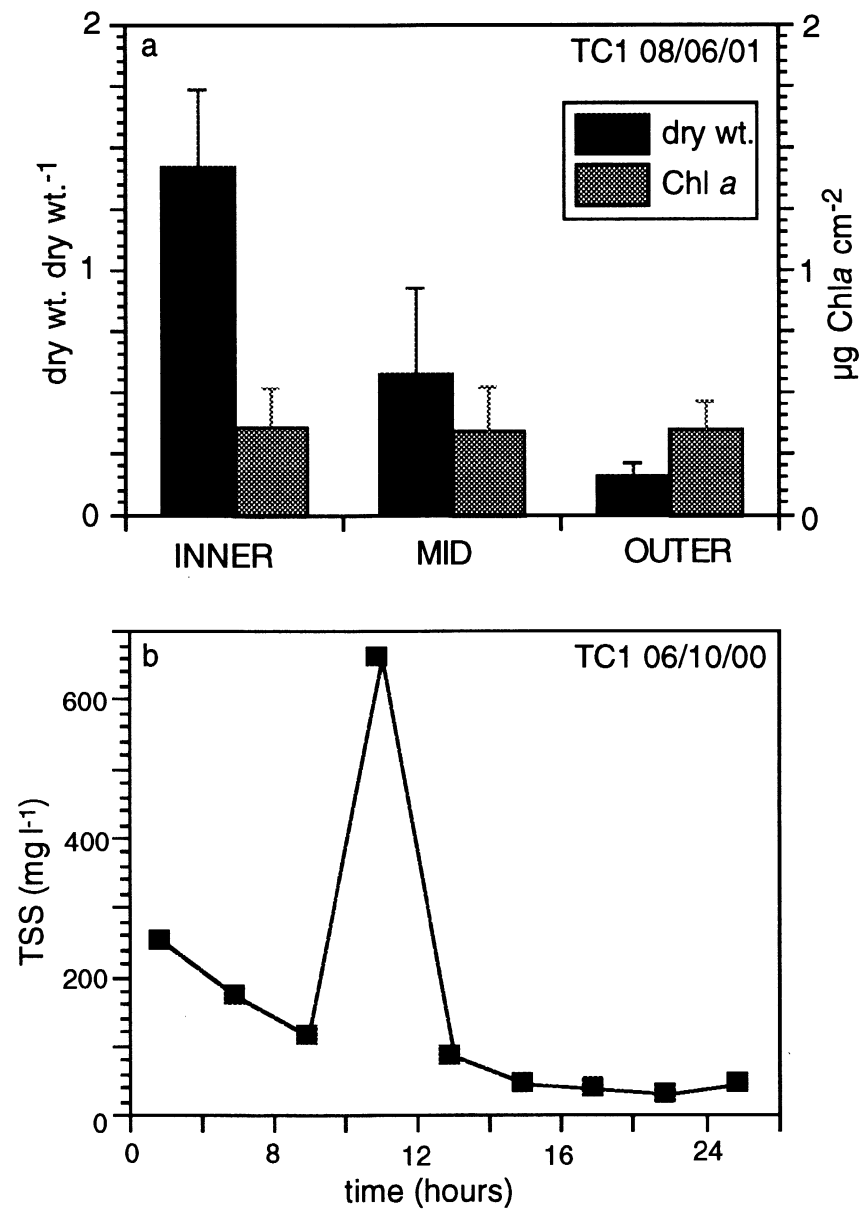 a
TC1 08/06/01
dry wt.
Chl a
2
1
0
2
1
0
dry wt. dry wt.-1
µg Chla cm-2
INNER MID OUTER
b
TC1 06/10/00
600
400
200
0
TSS (mg l-1)
0 8 12 16 24
time (hours)